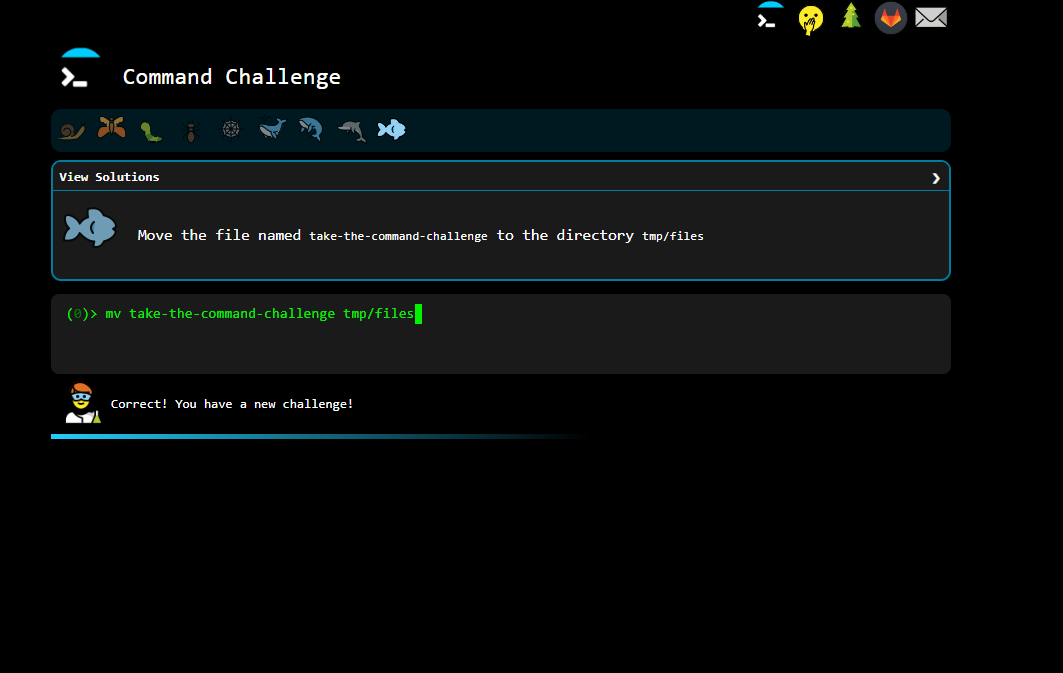 Command Challenge
View Solutions
Move the file named take-the-command-challenge to the directory tmp/files
(0)> mv take-the-command-challenge tmp/files
Correct! You have a new challenge!